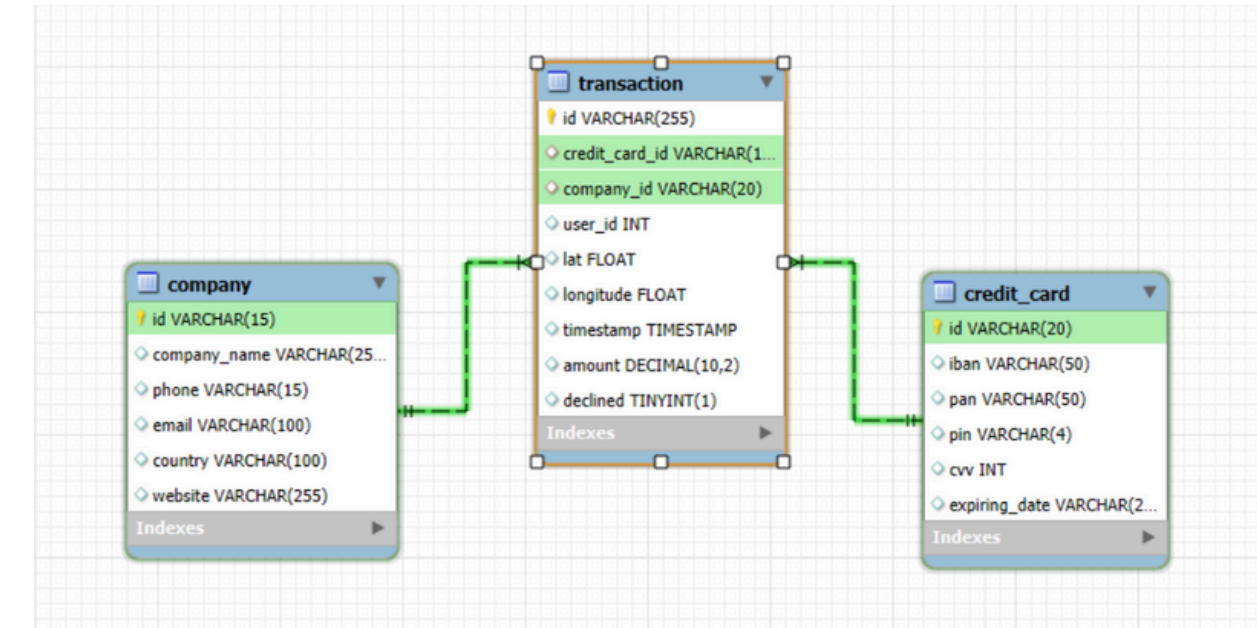 transaction
id VARCHAR(255)
credit_card_id VARCHAR(1...
company_id VARCHAR(20)
user_id INT
lat FLOAT
longitude FLOAT
timestamp TIMESTAMP
amount DECIMAL(10,2)
declined TINYINT(1)
Indexes
company
id VARCHAR(15)
company_name VARCHAR(25...
phone VARCHAR(15)
email VARCHAR(100)
country VARCHAR(100)
website VARCHAR(255)
Indexes
credit_card
id VARCHAR(20)
iban VARCHAR(50)
pan VARCHAR(50)
pin VARCHAR(4)
cvv INT
expiring_date VARCHAR(2...
Indexes